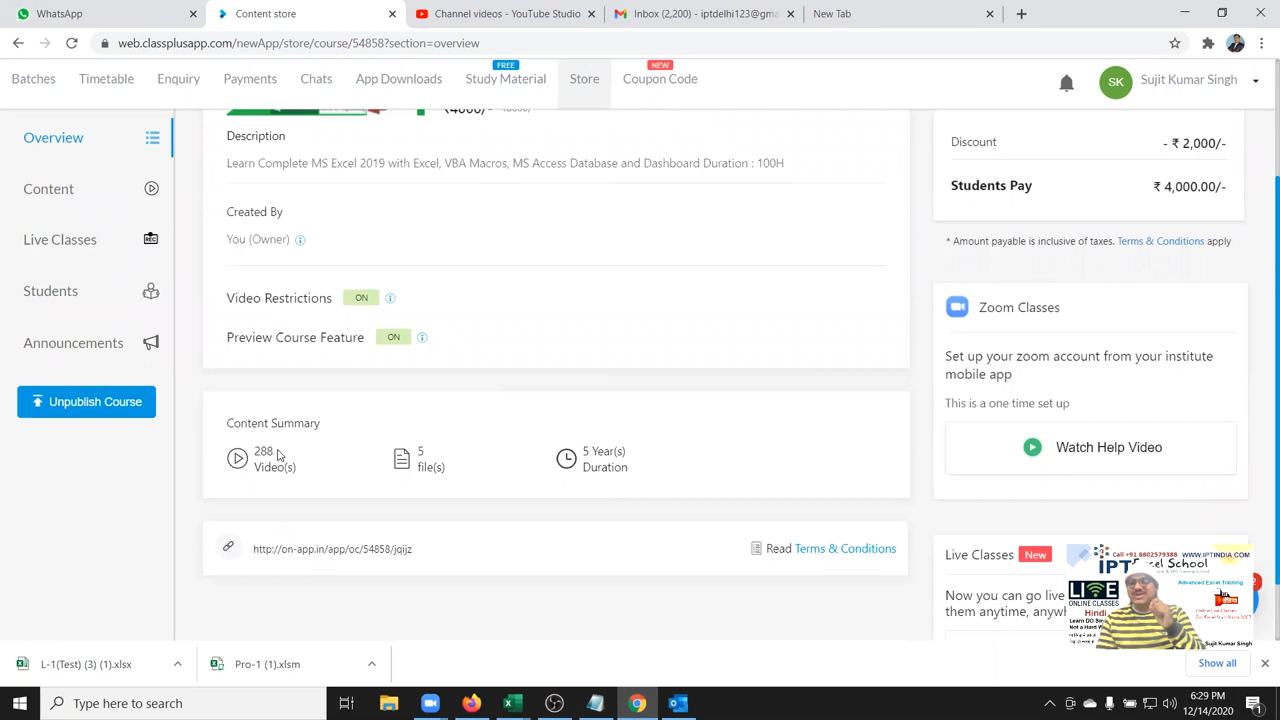 WhatsApp
Content store
Channel videos - YouTube Studio
Inbox (2,200) - iptdelhi123@gma
New Tab
web.classplusapp.com/newApp/store/course/54858?section=overview
FREE
NEW
Batches
Timetable
Enquiry
Payments
Chats
App Downloads
Study Material
Store
Coupon Code
SK
Sujit Kumar Singh
Overview
Content
Live Classes
REC
Students
Announcements
Unpublish Course
Description
Learn Complete MS Excel 2019 with Excel, VBA Macros, MS Access Database and Dashboard Duration : 100H
Created By
You (Owner)
Video Restrictions ON
Preview Course Feature ON
Content Summary
288
Video(s)
5
file(s)
5 Year(s)
Duration
http://on-app.in/app/oc/54858/jqijz
Read Terms & Conditions
Discount
- ₹ 2,000/-
Students Pay
₹ 4,000.00/-
* Amount payable is inclusive of taxes. Terms & Conditions apply
Zoom Classes
Set up your zoom account from your institute
mobile app
This is a one time set up
Watch Help Video
Live Classes New
Now you can go live
them anytime, anyw
Call +91 8802579388
WWW.IPTINDIA.COM
IPT Excel School
LIVE
ONLINE CLASSES
Hindi
Advanced Excel Training
Sujit Kumar Singh
L-1(Test) (3) (1).xlsx
Pro-1 (1).xlsm
Show all
Type here to search
6:29 PM
12/14/2020